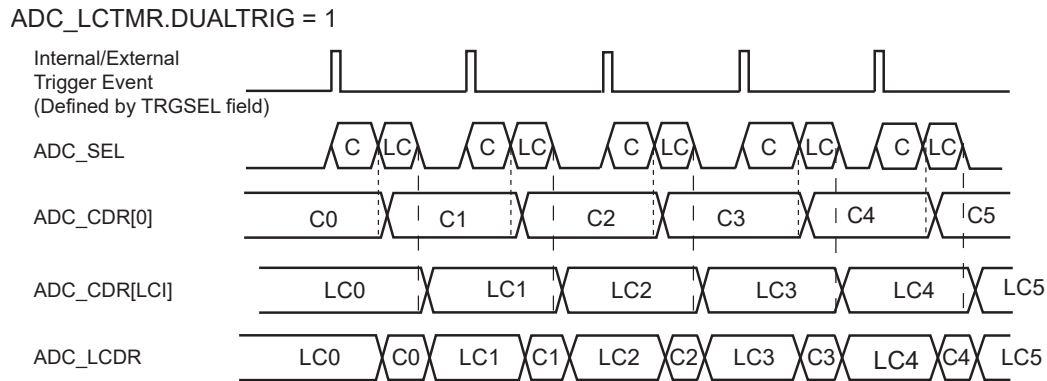 ADC_LCTMR.DUALTRIG = 1
Internal/External
Trigger Event
(Defined by TRGSEL field)
ADC_SEL C LC C LC C LC C LC C LC
ADC_CDR[0] C0 C1 C2 C3 C4 C5
ADC_CDR[LCI] LC0 LC1 LC2 LC3 LC4 LC5
ADC_LCDR LC0 C0 LC1 C1 LC2 C2 LC3 C3 LC4 C4 LC5